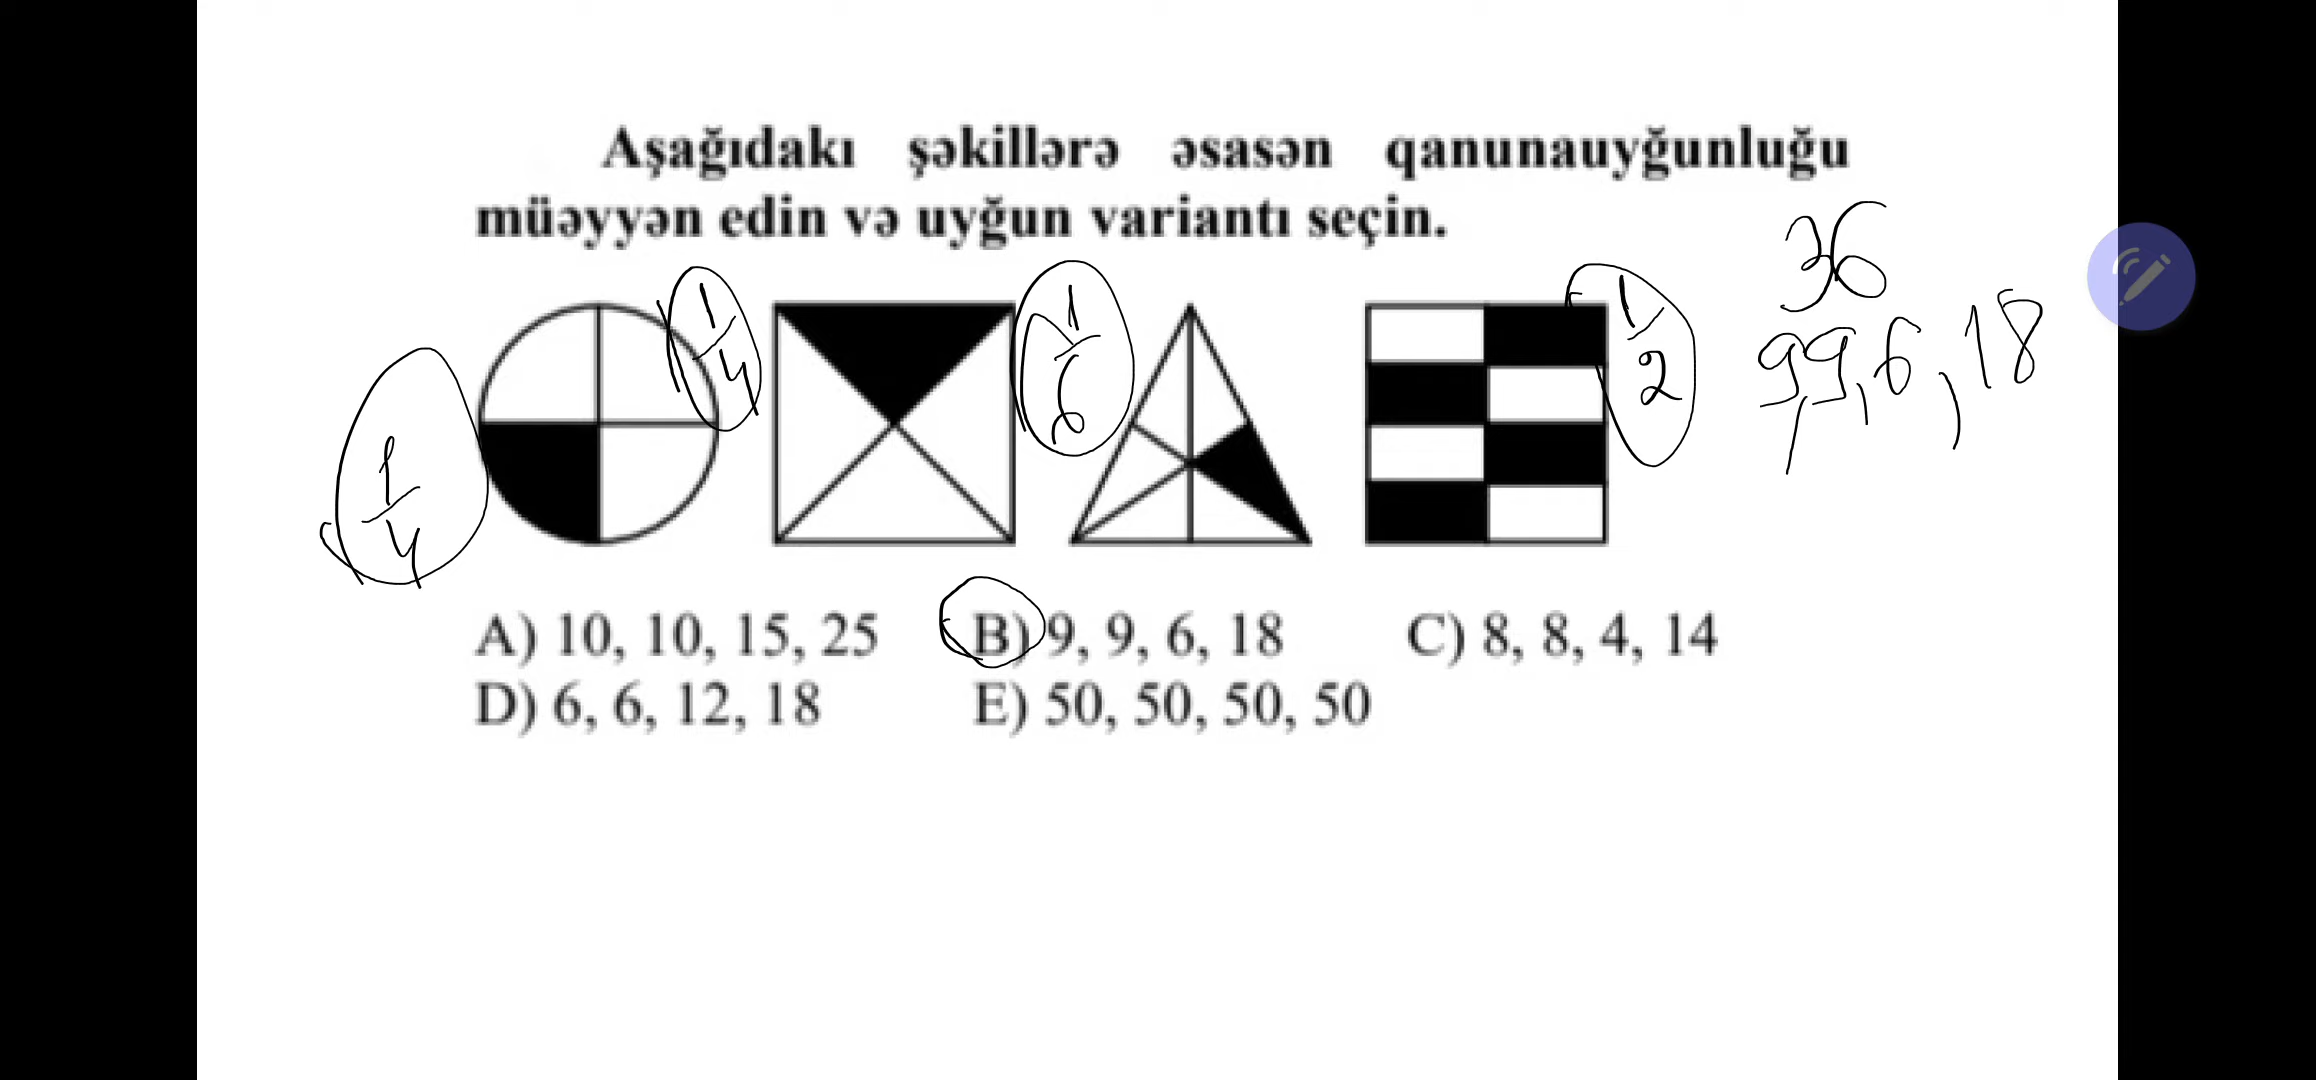 Aşağıdakı şəkillərə əsasən qanunauyğunluğu
müəyyən edin və uyğun variantı seçin.
36
99,6,18
1/4
1/4
1/6
1/2
A) 10, 10, 15, 25 B) 9, 9, 6, 18 C) 8, 8, 4, 14
D) 6, 6, 12, 18 E) 50, 50, 50, 50